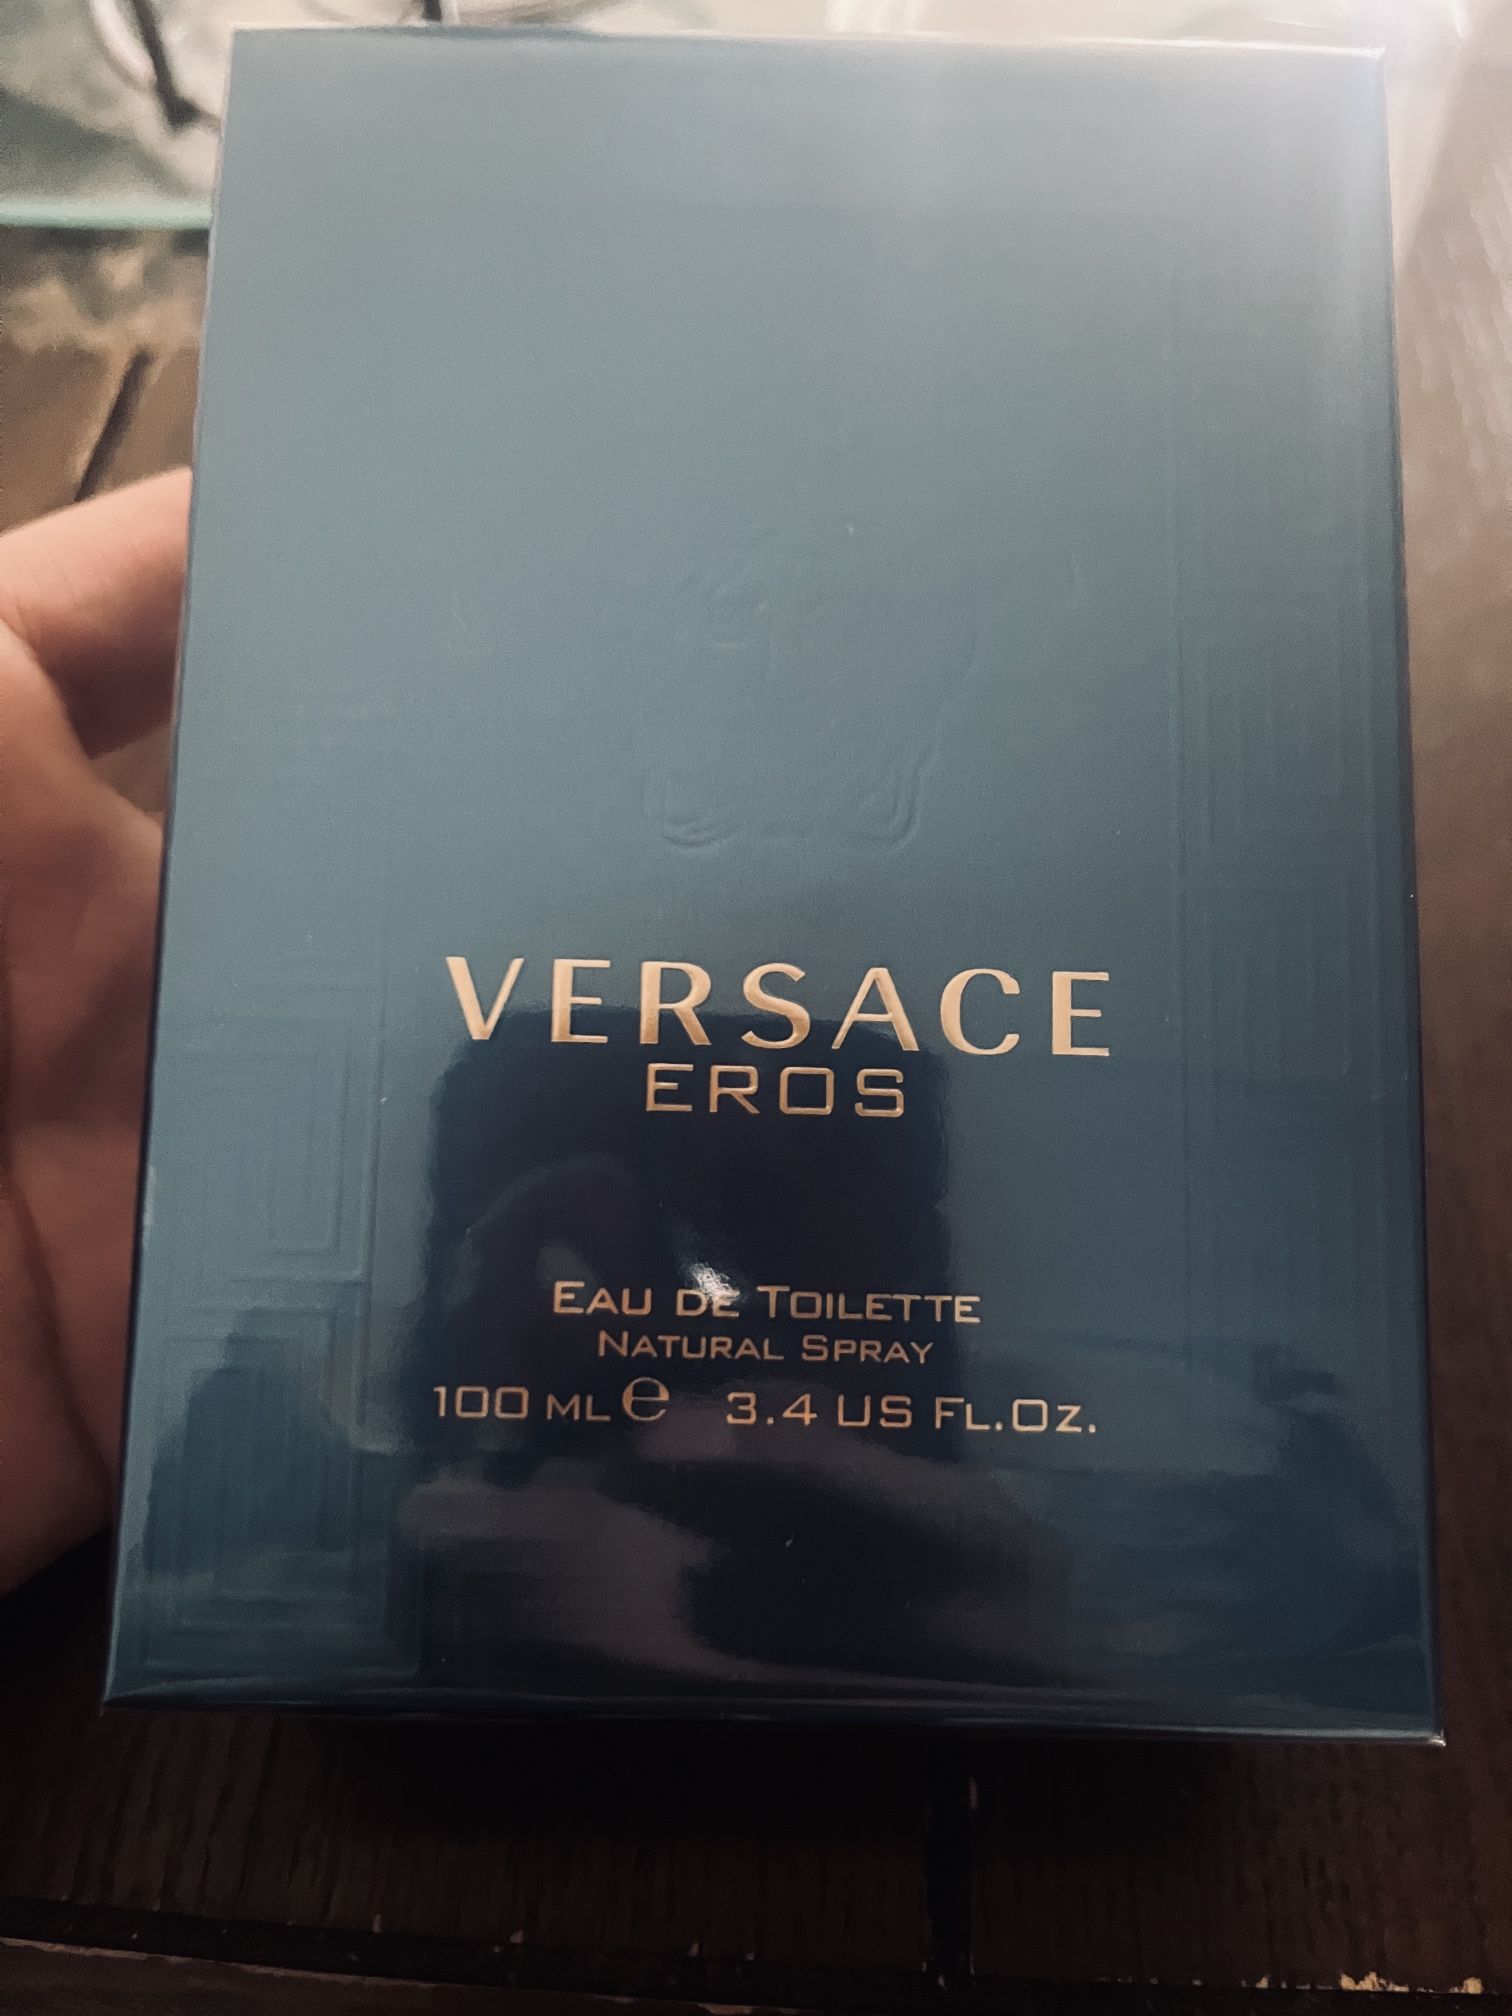 VERSACE
EROS
EAU DE TOILETTE
NATURAL SPRAY
100 ML e 3.4 US FL.OZ.